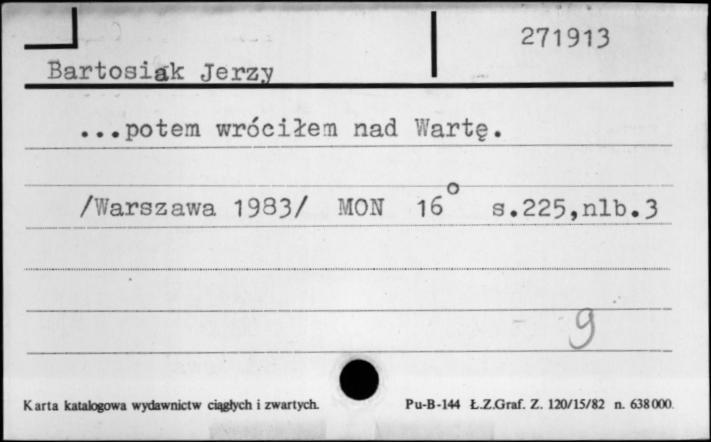 271913
Bartosiak Jerzy
...potem wróciłem nad Wartę.
/Warszawa 1983/ MON 16° s.225,nlb.3
9
Karta katalogowa wydawnictw ciągłych i zwartych. Pu-B-144 Ł.Z.Graf. Z. 120/15/82 n. 638000.